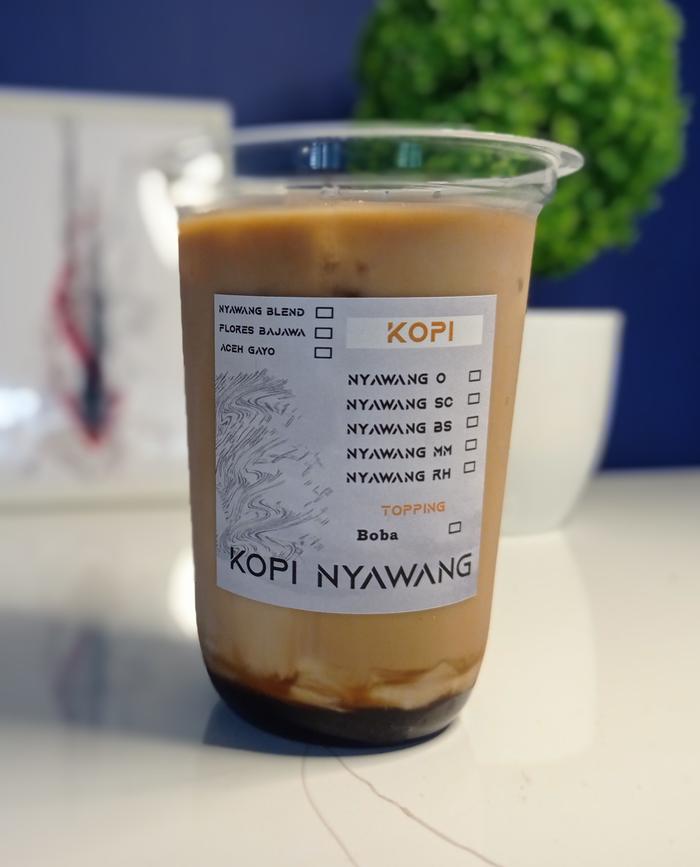 NYAWANG BLEND
FLORES BAJAWA
ACEH GAYO
KOPI
NYAWANG O
NYAWANG SC
NYAWANG BS
NYAWANG MM
NYAWANG RH
TOPPING
Boba
KOPI NYAWANG